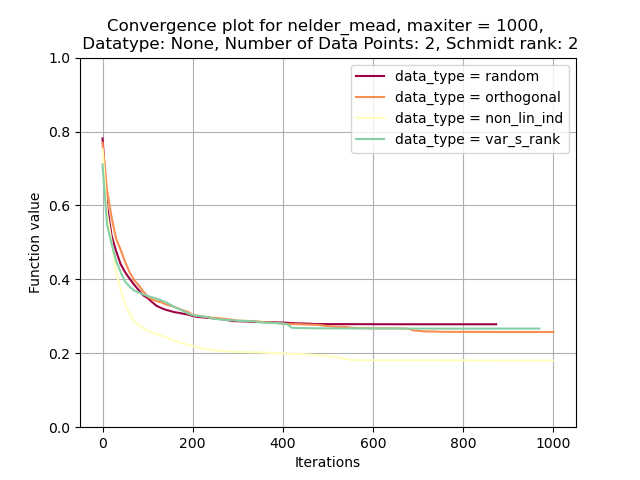 Convergence plot for nelder_mead, maxiter = 1000,
Datatype: None, Number of Data Points: 2, Schmidt rank: 2
1.0
data_type = random
data_type = orthogonal
data_type = non_lin_ind
data_type = var_s_rank
0.8
0.6
Function value
0.4
0.2
0.0
0 200 400 600 800 1000
Iterations